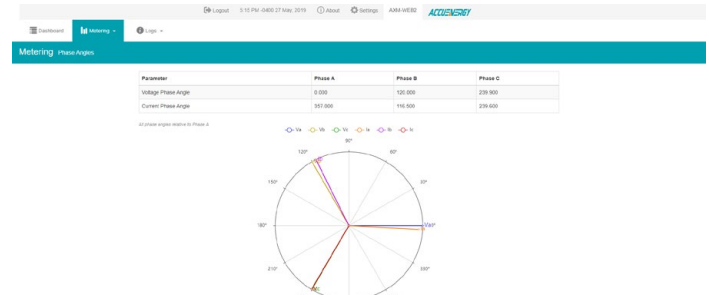 Logout 3:15 PM -0400 27 May, 2019 About Settings AXM-WEB2 ACCUENERGY
Dashboard Metering Logs
Metering Phase Angles
Parameter Phase A Phase B Phase C
Voltage Phase Angle 0.000 120.000 239.900
Current Phase Angle 357.000 116.500 239.600
All phase angles relative to Phase A
Va Vb Vc Ia Ib Ic
90°
120° 60°
150° 30°
180° Va
210° 330°